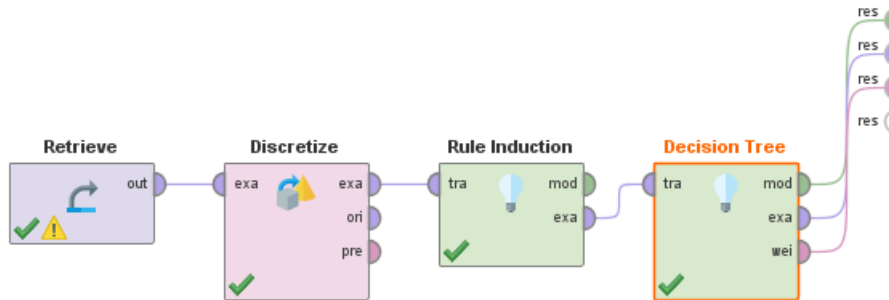 res
res
res
res
Retrieve
out
Discretize
exa
exa
ori
pre
Rule Induction
tra
mod
exa
Decision Tree
tra
mod
exa
wei